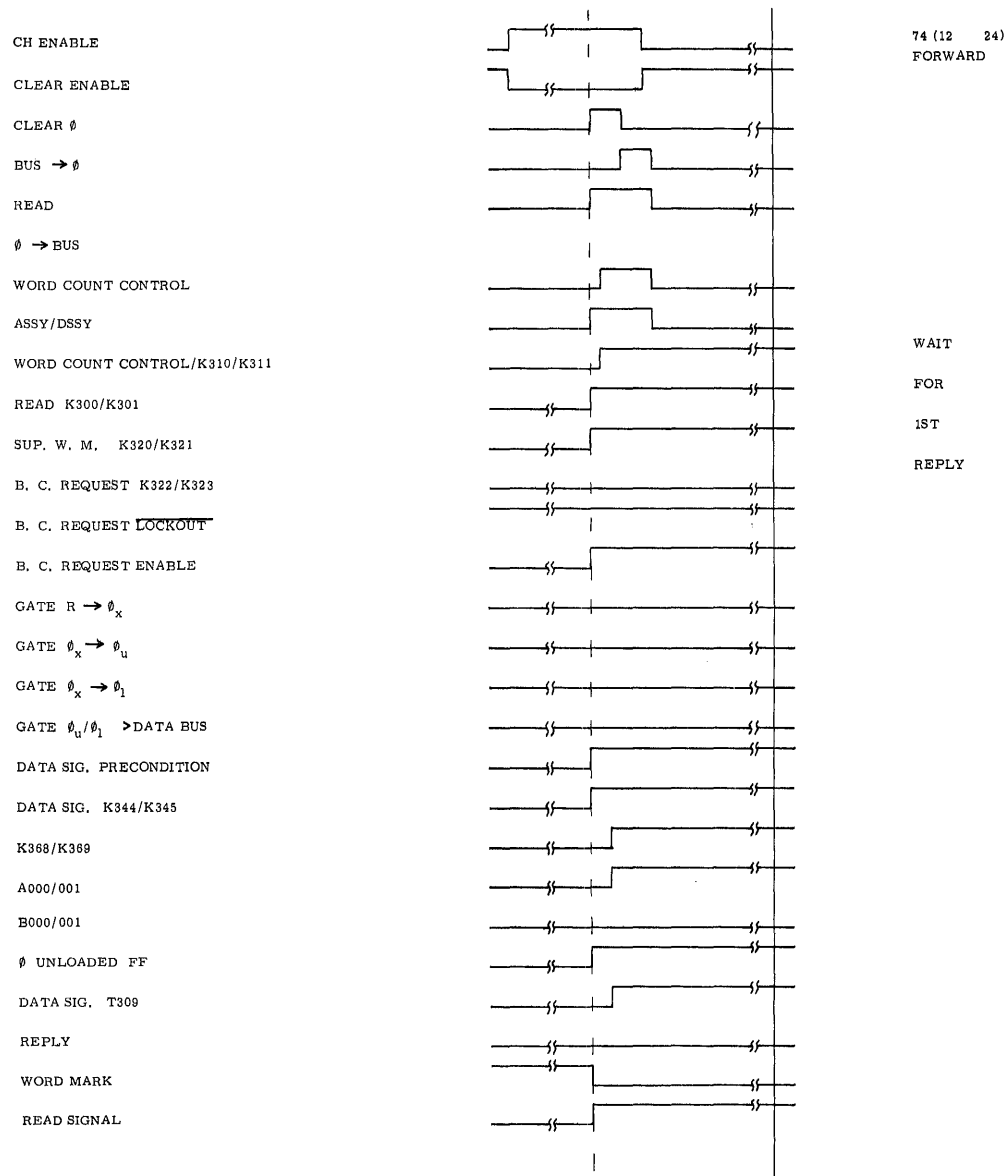 CH ENABLE
74 (12 24)
FORWARD
CLEAR ENABLE
CLEAR ∅
BUS → ∅
READ
∅ → BUS
WORD COUNT CONTROL
ASSY/DSSY
WORD COUNT CONTROL/K310/K311
WAIT
READ K300/K301
FOR
SUP. W. M. K320/K321
1ST
B. C. REQUEST K322/K323
REPLY
B. C. REQUEST LOCKOUT
B. C. REQUEST ENABLE
GATE R → ∅x
GATE ∅x → ∅u
GATE ∅x → ∅1
GATE ∅u/∅1 >DATA BUS
DATA SIG. PRECONDITION
DATA SIG. K344/K345
K368/K369
A000/001
B000/001
∅ UNLOADED FF
DATA SIG. T309
REPLY
WORD MARK
READ SIGNAL